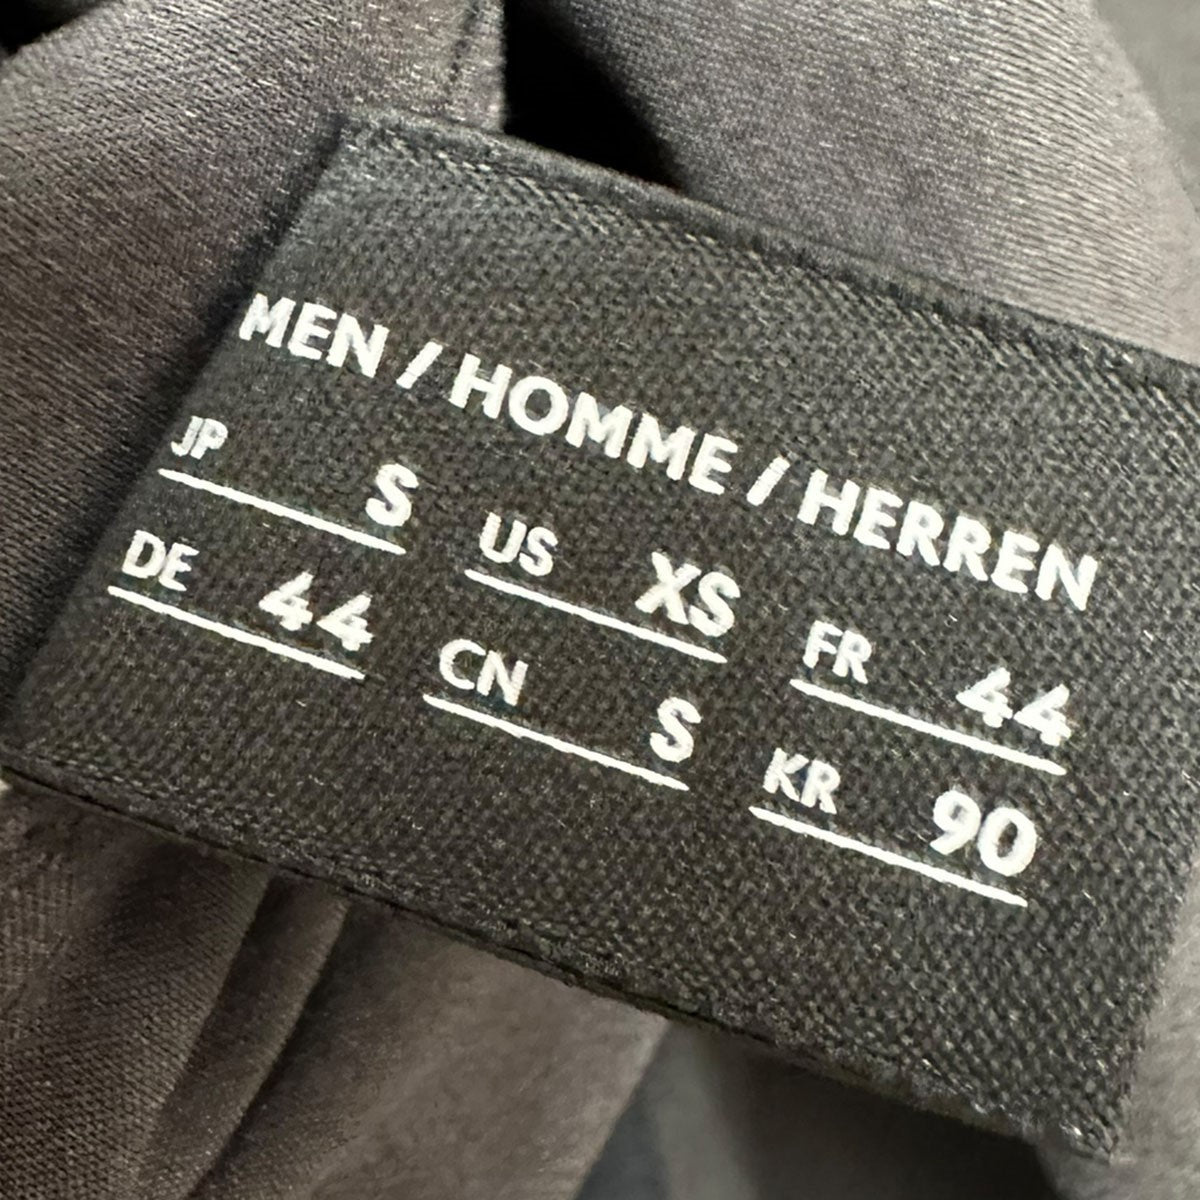 MEN / HOMME / HERREN
JP S US XS FR 44
DE 44 CN S KR 90